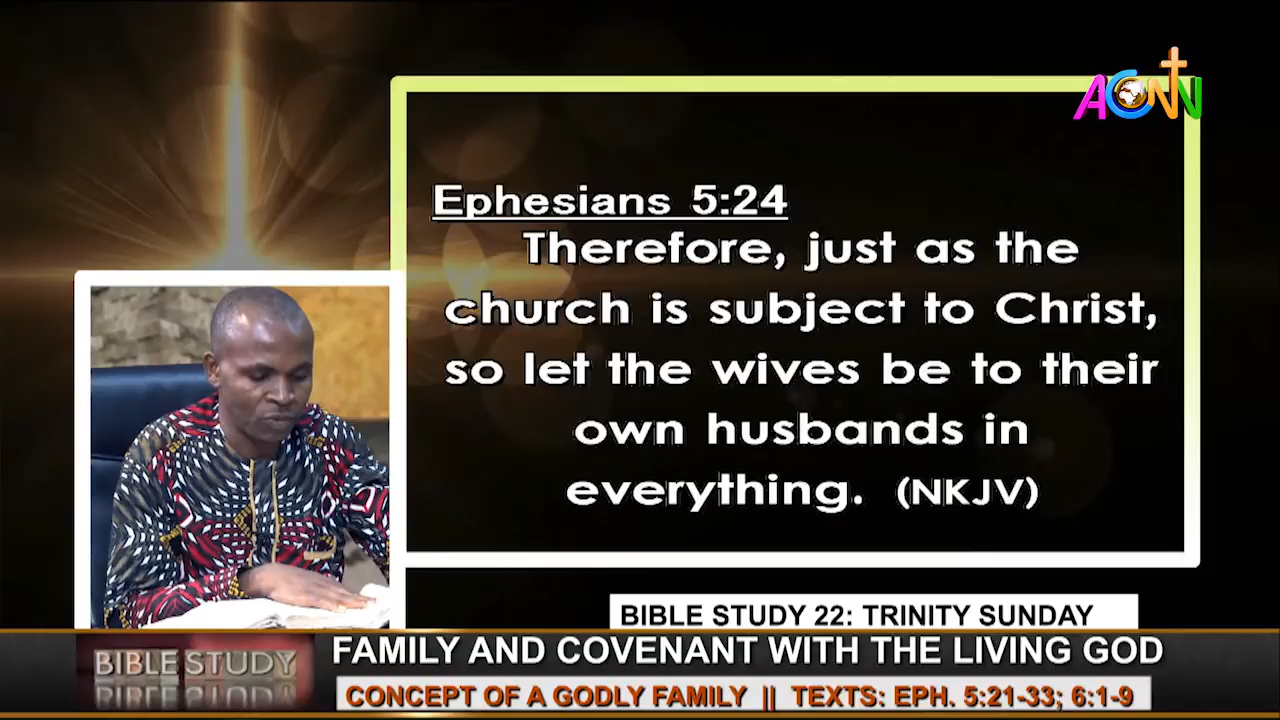 ACNN
Ephesians 5:24
Therefore, just as the
church is subject to Christ,
so let the wives be to their
own husbands in
everything. (NKJV)
BIBLE STUDY 22: TRINITY SUNDAY
BIBLE STUDY
FAMILY AND COVENANT WITH THE LIVING GOD
CONCEPT OF A GODLY FAMILY || TEXTS: EPH. 5:21-33; 6:1-9